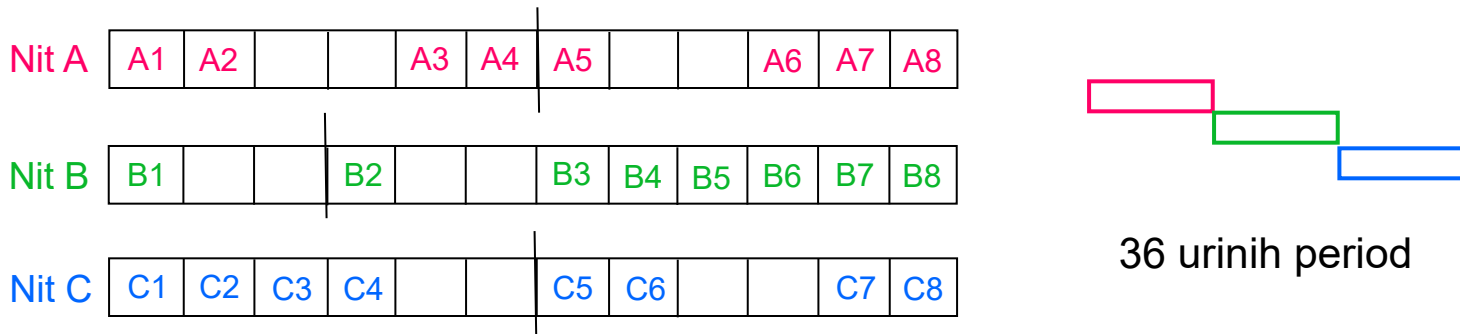 Nit A A1 A2 A3 A4 A5 A6 A7 A8
Nit B B1 B2 B3 B4 B5 B6 B7 B8
Nit C C1 C2 C3 C4 C5 C6 C7 C8
36 urinih period